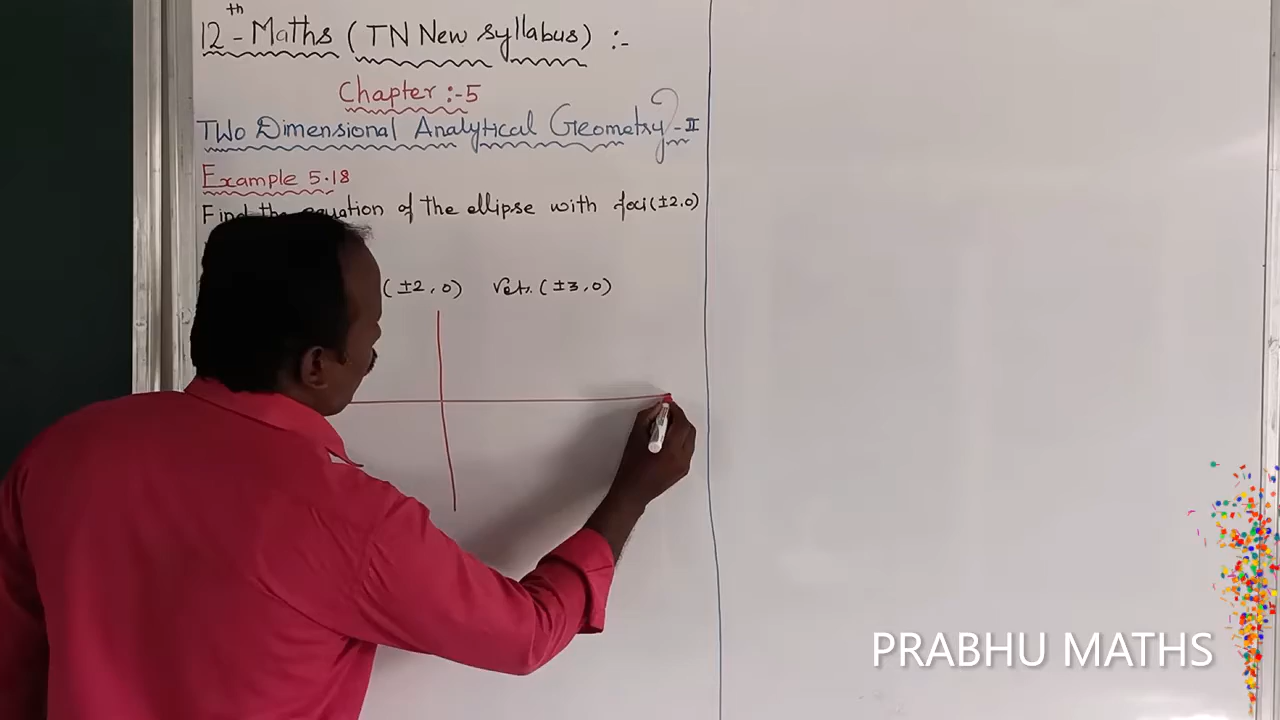 12th - Maths (TN New Syllabus) :-
Chapter :- 5
Two Dimensional Analytical Geometry - II
Example 5.18
Find the equation of the ellipse with foci (±2,0)
(±2,0) Vet. (±3,0)
PRABHU MATHS